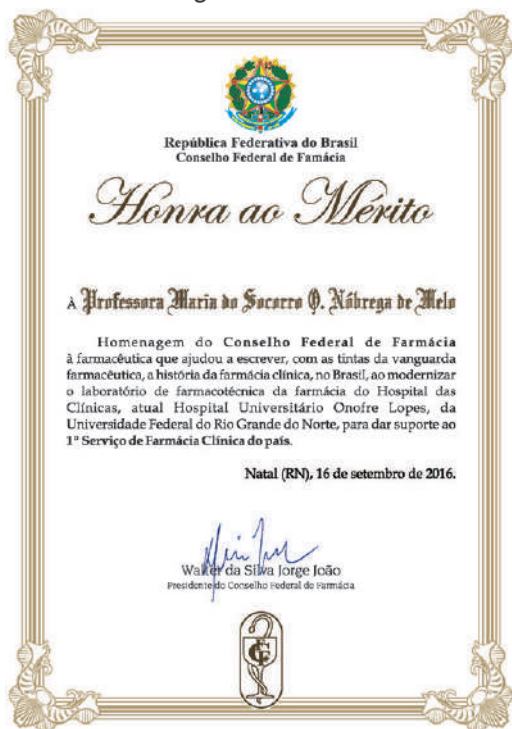 República Federativa do Brasil
Conselho Federal de Famácia
Honra ao Mérito
À Professora Maria do Socorro O. Nóbrega de Melo
Homenagem do Conselho Federal de Farmácia
à farmacêutica que ajudou a escrever, com as tintas da vanguarda
farmacêutica, a história da farmácia clínica, no Brasil, ao modernizar
o laboratório de farmacotécnica da farmácia do Hospital das
Clínicas, atual Hospital Universitário Onofre Lopes, da
Universidade Federal do Rio Grande do Norte, para dar suporte ao
1º Serviço de Farmácia Clínica do país.
Natal (RN), 16 de setembro de 2016.
Walter da Silva Jorge João
Presidente do Conselho Federal de Farmácia